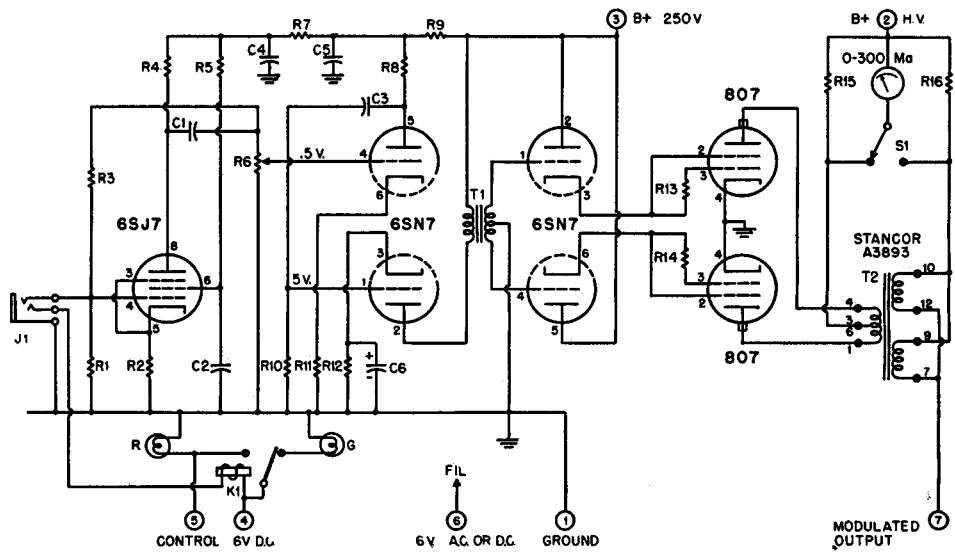 R7
R9
③ B+ 250V
B+ ② H.V.
0-300 Ma
R4
R5
C4
C5
R8
R15
R16
S1
C3
C1
5
2
807
R6
.5 V.
4
1
2
3
R13
4
R3
6SJ7
8
3
4
6
5
6
6SN7
T1
3
6SN7
5V.
3
1
2
6
4
5
4
R14
3
2
807
STANCOR
A3893
T2
10
12
9
7
4
3
6
1
J1
R1
R2
C2
R10
R11
R12
+
-
C6
R
G
K1
FIL
5
4
6
1
7
CONTROL
6V D.C.
6V. A.C. OR D.C.
GROUND
MODULATED
OUTPUT